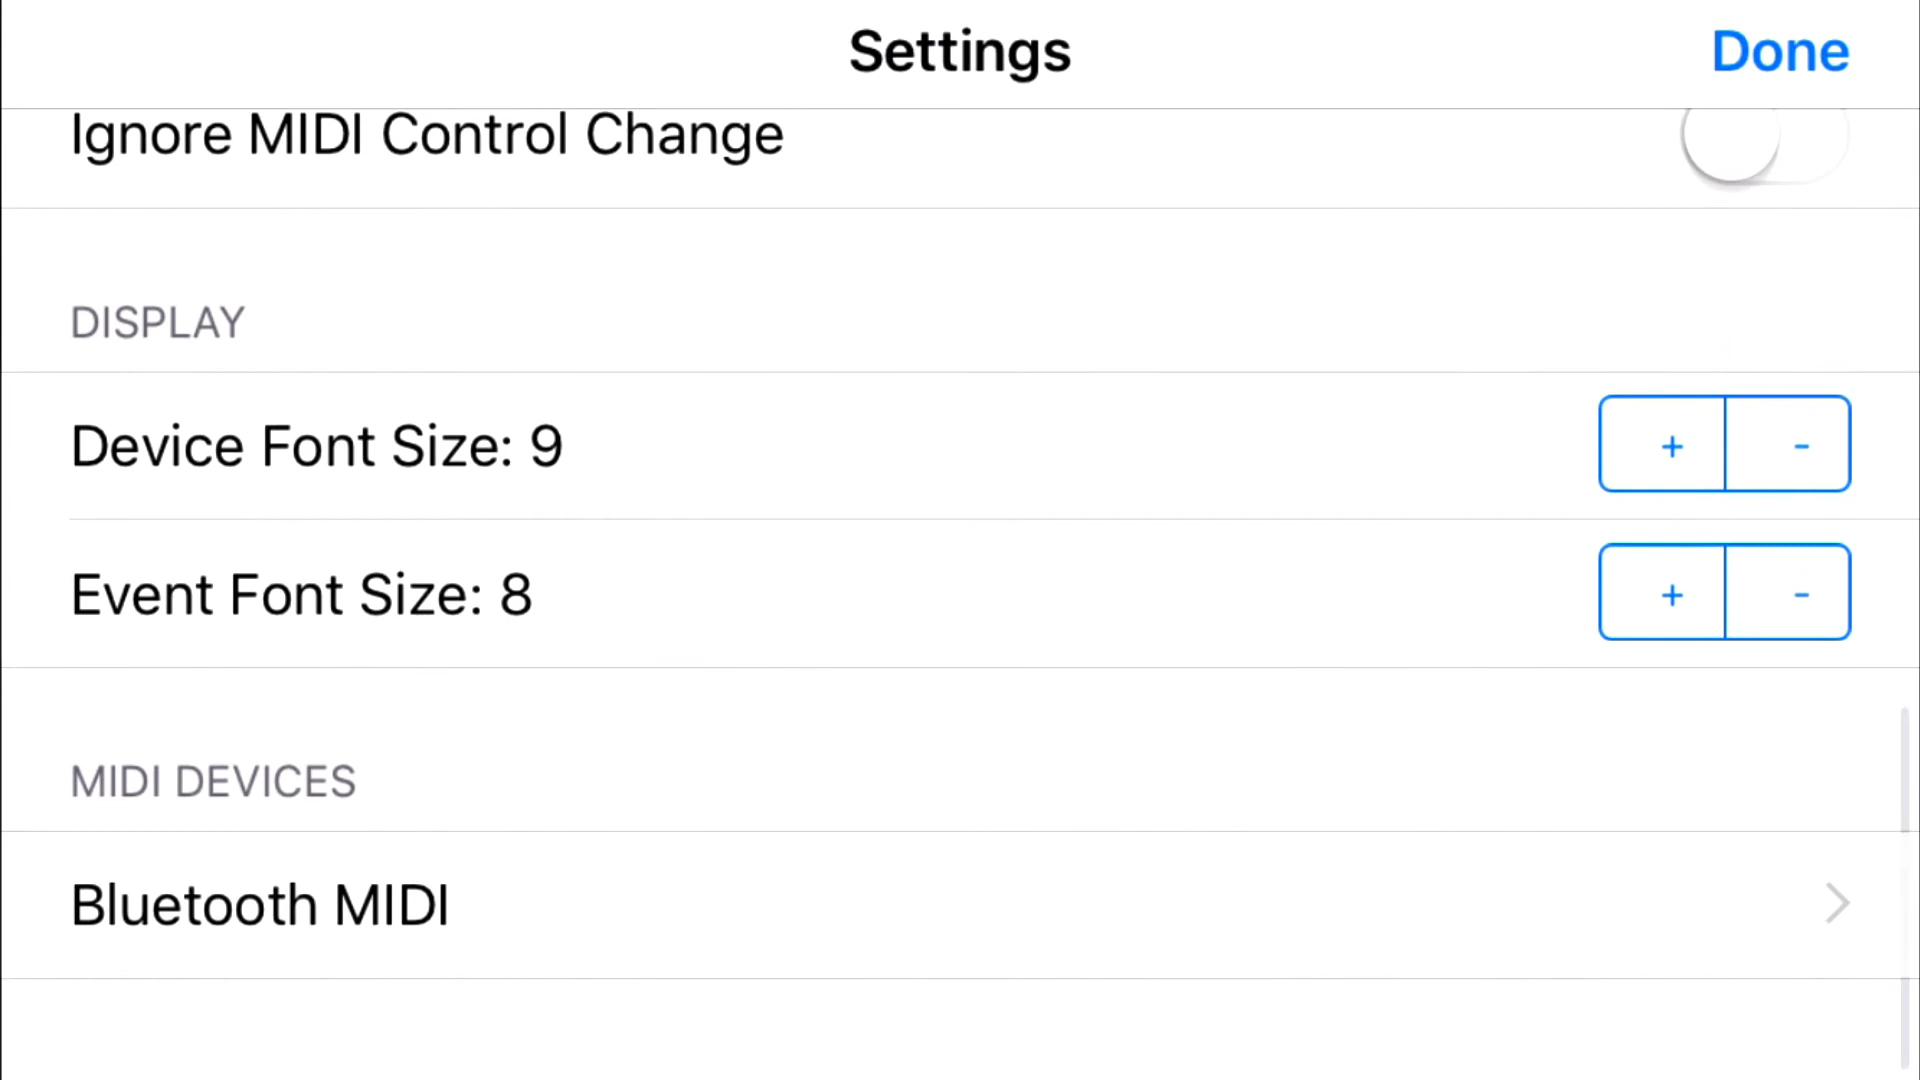 Settings
Done
Ignore MIDI Control Change
DISPLAY
Device Font Size: 9
+ -
Event Font Size: 8
+ -
MIDI DEVICES
Bluetooth MIDI